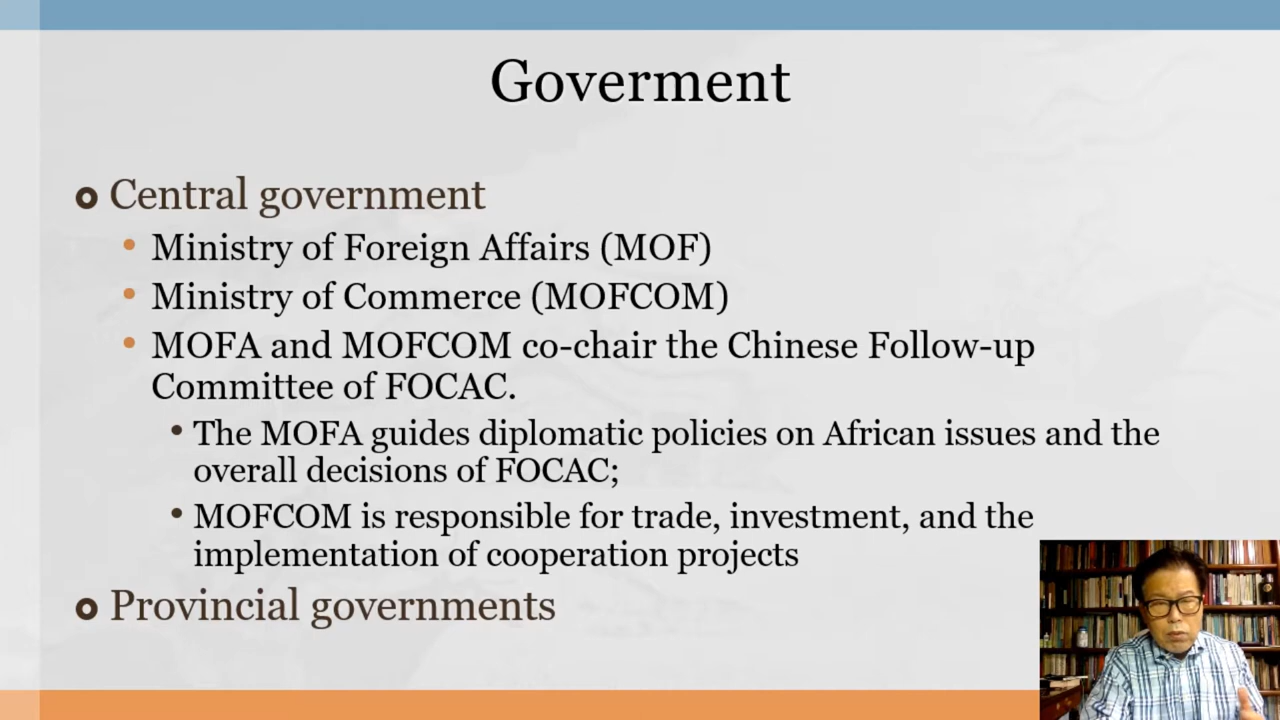 Goverment
Central government
Ministry of Foreign Affairs (MOF)
Ministry of Commerce (MOFCOM)
MOFA and MOFCOM co-chair the Chinese Follow-up
Committee of FOCAC.
The MOFA guides diplomatic policies on African issues and the
overall decisions of FOCAC;
MOFCOM is responsible for trade, investment, and the
implementation of cooperation projects
Provincial governments